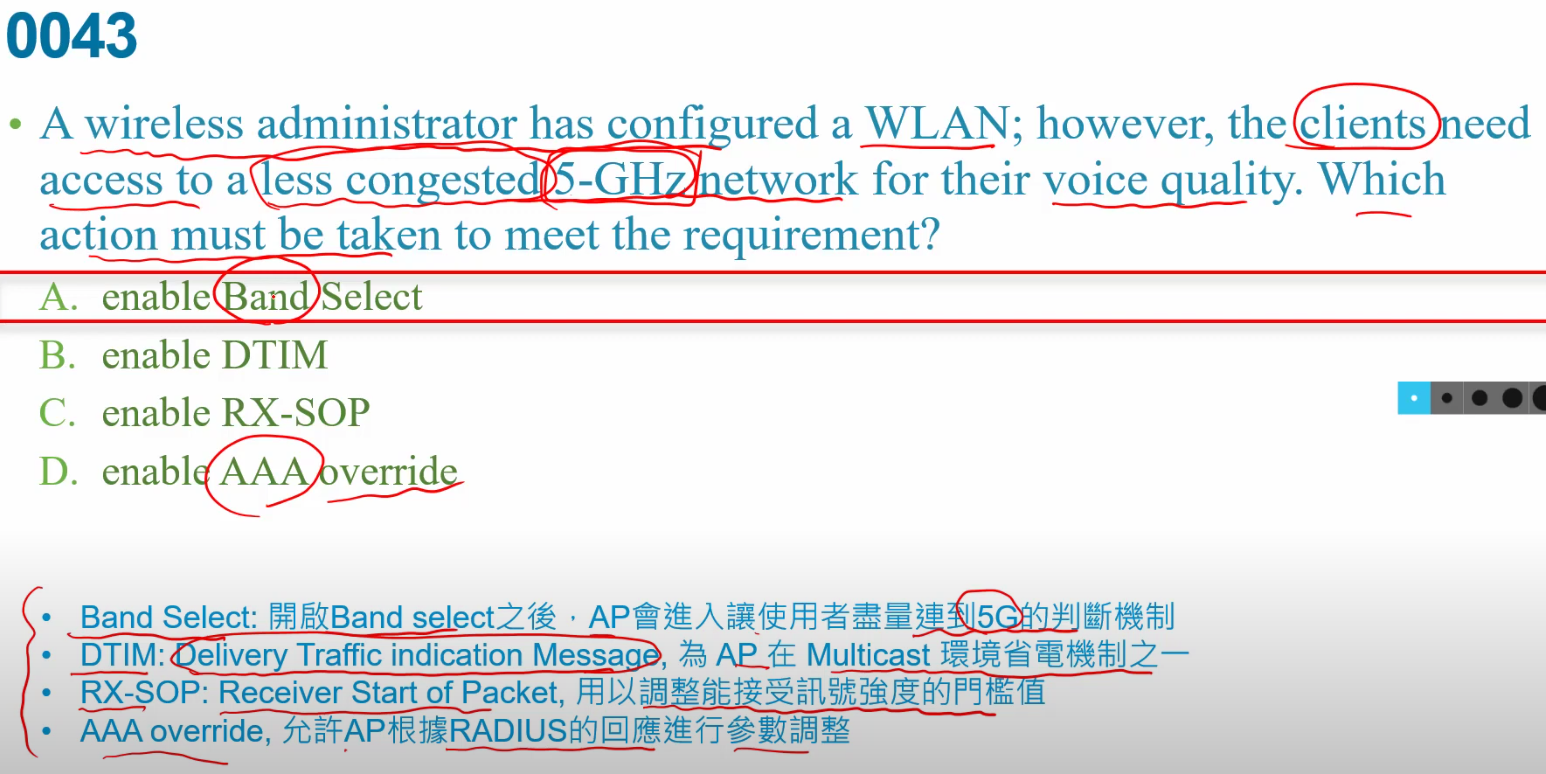 0043
• A wireless administrator has configured a WLAN; however, the clients need
access to a less congested 5-GHz network for their voice quality. Which
action must be taken to meet the requirement?
A. enable Band Select
B. enable DTIM
C. enable RX-SOP
D. enable AAA override
• Band Select: 開啟Band select之後，AP會進入讓使用者盡量連到5G的判斷機制
• DTIM: Delivery Traffic indication Message, 為 AP 在 Multicast 環境省電機制之一
• RX-SOP: Receiver Start of Packet, 用以調整能接受訊號強度的門檻值
• AAA override, 允許AP根據RADIUS的回應進行參數調整